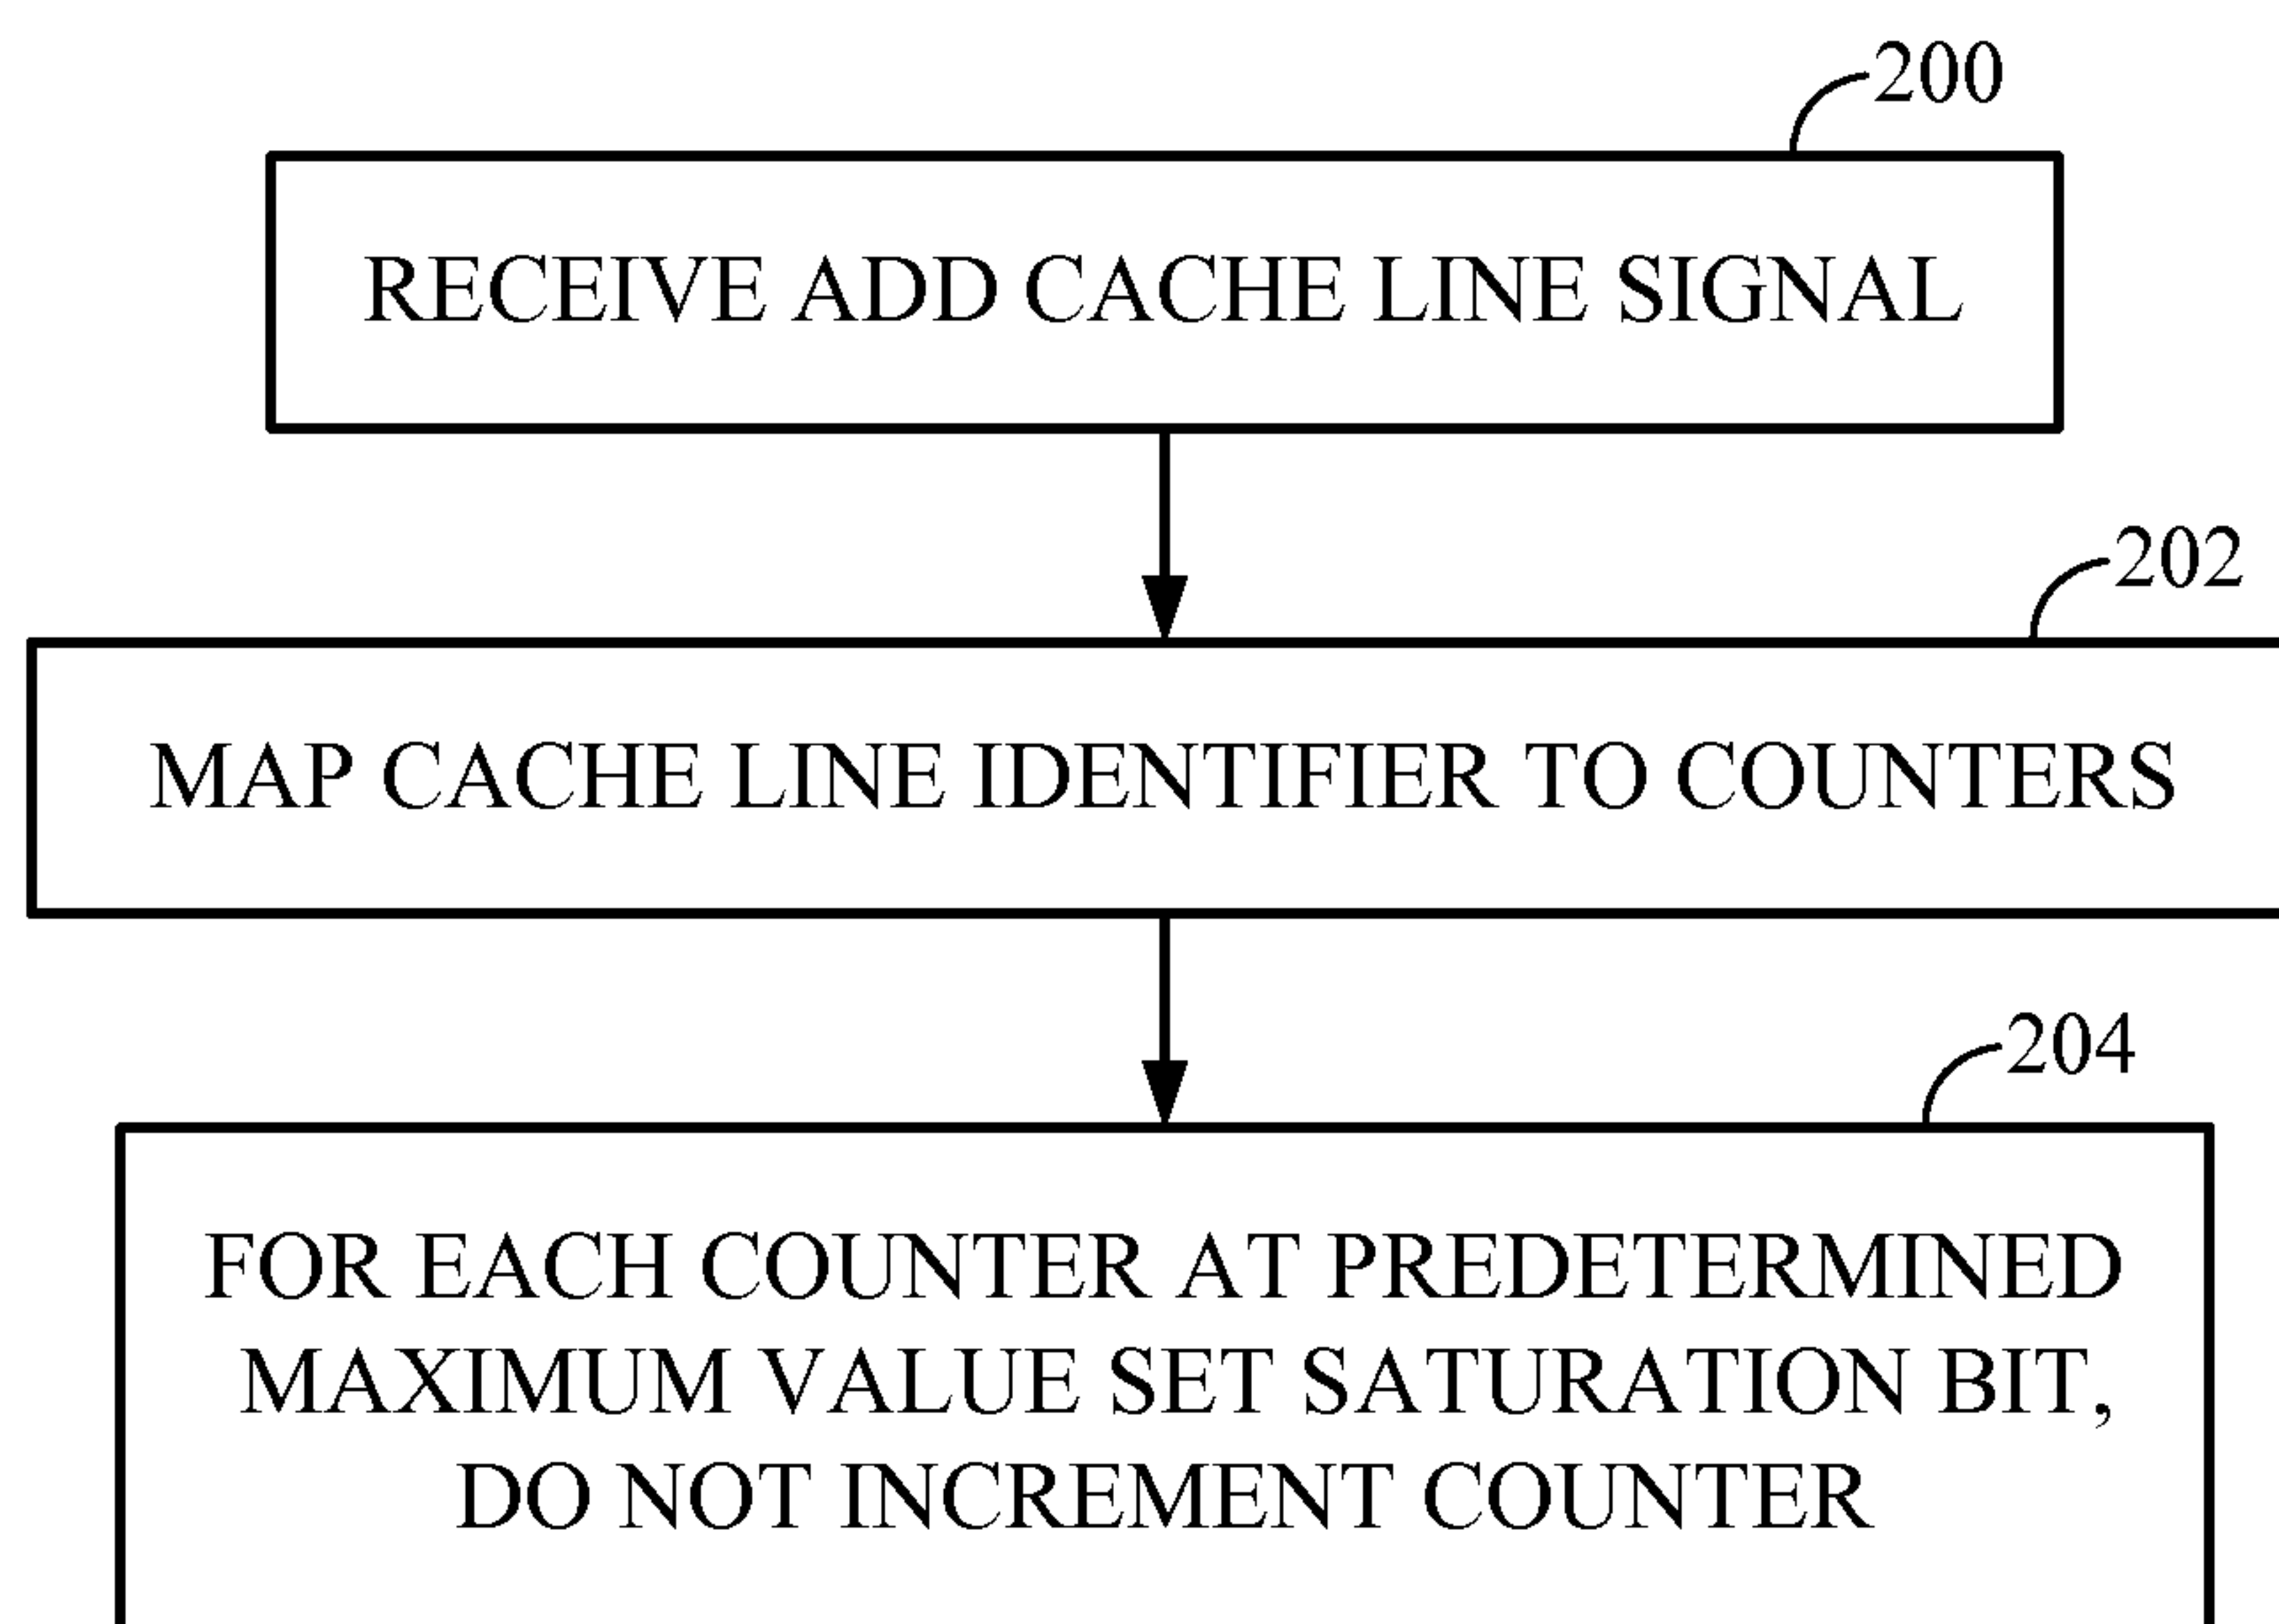 200
RECEIVE ADD CACHE LINE SIGNAL
202
MAP CACHE LINE IDENTIFIER TO COUNTERS
204
FOR EACH COUNTER AT PREDETERMINED
MAXIMUM VALUE SET SATURATION BIT,
DO NOT INCREMENT COUNTER